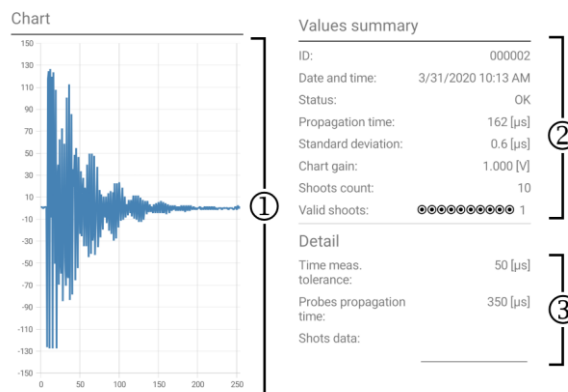 Chart
150
130
110
90
70
50
30
10
-10
-30
-50
-70
-90
-110
-130
-150
0
50
100
150
200
250
①
Values summary
ID: 000002
Date and time: 3/31/2020 10:13 AM
Status: OK
Propagation time: 162 [µs]
Standard deviation: 0.6 [µs]
Chart gain: 1.000 [V]
Shoots count: 10
Valid shoots: ◉◉◉◉◉◉◉◉◉◉ 1
②
Detail
Time meas. 50 [µs]
tolerance:
Probes propagation 350 [µs]
time:
Shots data:
③